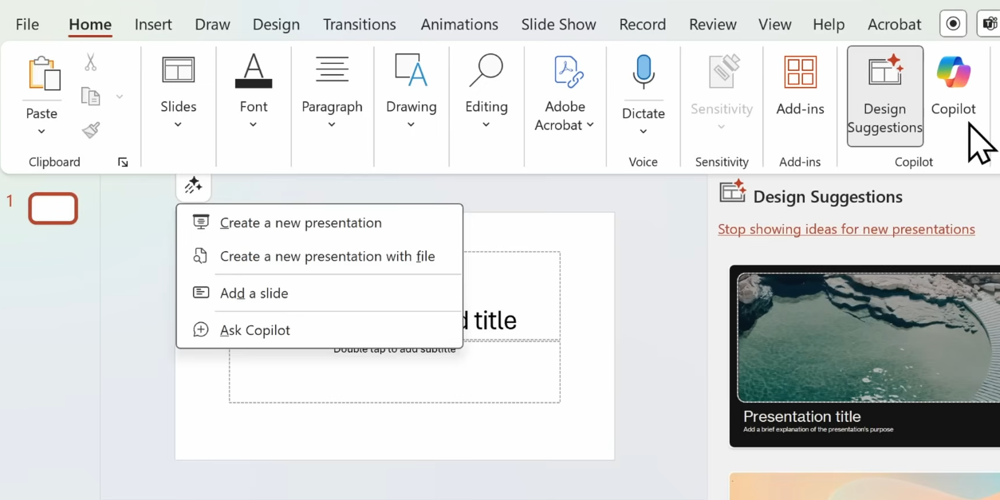 File Home Insert Draw Design Transitions Animations Slide Show Record Review View Help Acrobat
Paste
Clipboard
Slides
Font
Paragraph
Drawing
Editing
Adobe
Acrobat
Dictate
Voice
Sensitivity
Sensitivity
Add-ins
Add-ins
Design
Suggestions
Copilot
Copilot
1
Create a new presentation
Create a new presentation with file
Add a slide
Ask Copilot
title
Double tap to add subtitle
Design Suggestions
Stop showing ideas for new presentations
Presentation title
Add a brief explanation of the presentation's purpose